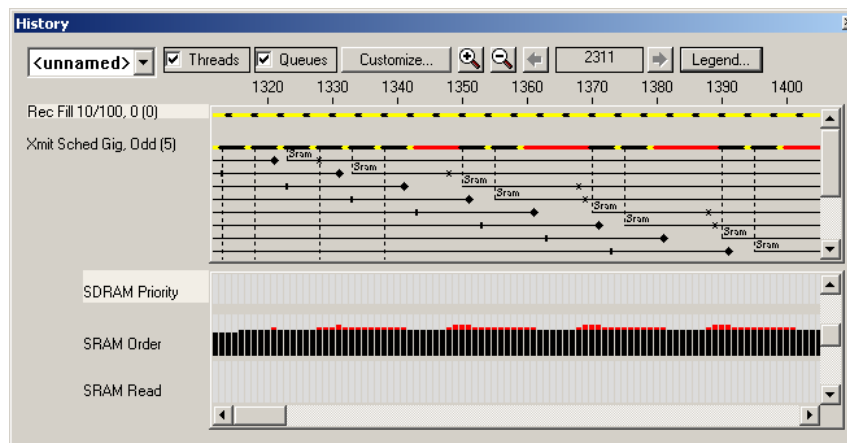 History
<unnamed> Threads Queues Customize... 2311 Legend...
1320 1330 1340 1350 1360 1370 1380 1390 1400
Rec Fill 10/100, 0 (0)
Xmit Sched Gig, Odd (5)
Sram
Sram
Sram
Sram
Sram
Sram
Sram
Sram
SDRAM Priority
SRAM Order
SRAM Read